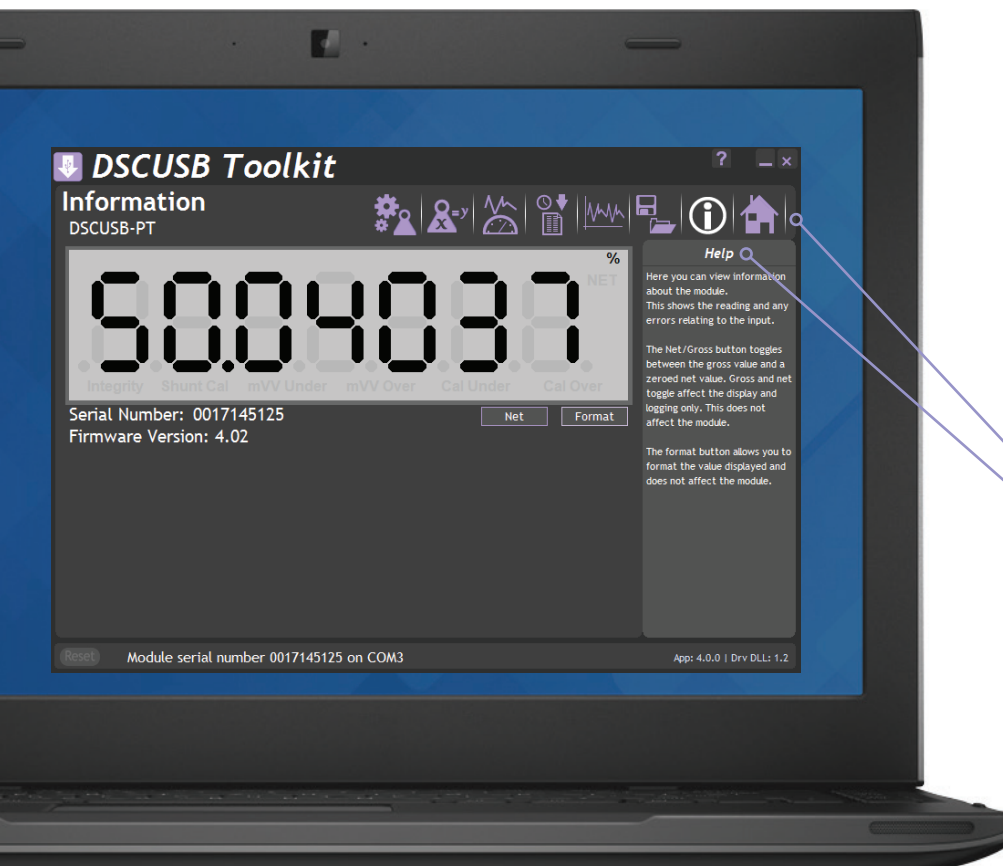 DSCUSB Toolkit
?
Information
DSCUSB-PT
x
=y
%
50.04037
NET
Integrity Shunt Cal mVV Under mVV Over Cal Under Cal Over
Serial Number: 0017145125
Firmware Version: 4.02
Net Format
Help
Here you can view information
about the module.
This shows the reading and any
errors relating to the input.
The Net/Gross button toggles
between the gross value and a
zeroed net value. Gross and net
toggle affect the display and
logging only. This does not
affect the module.
The format button allows you to
format the value displayed and
does not affect the module.
Reset Module serial number 0017145125 on COM3
App: 4.0.0 | Drv DLL: 1.2